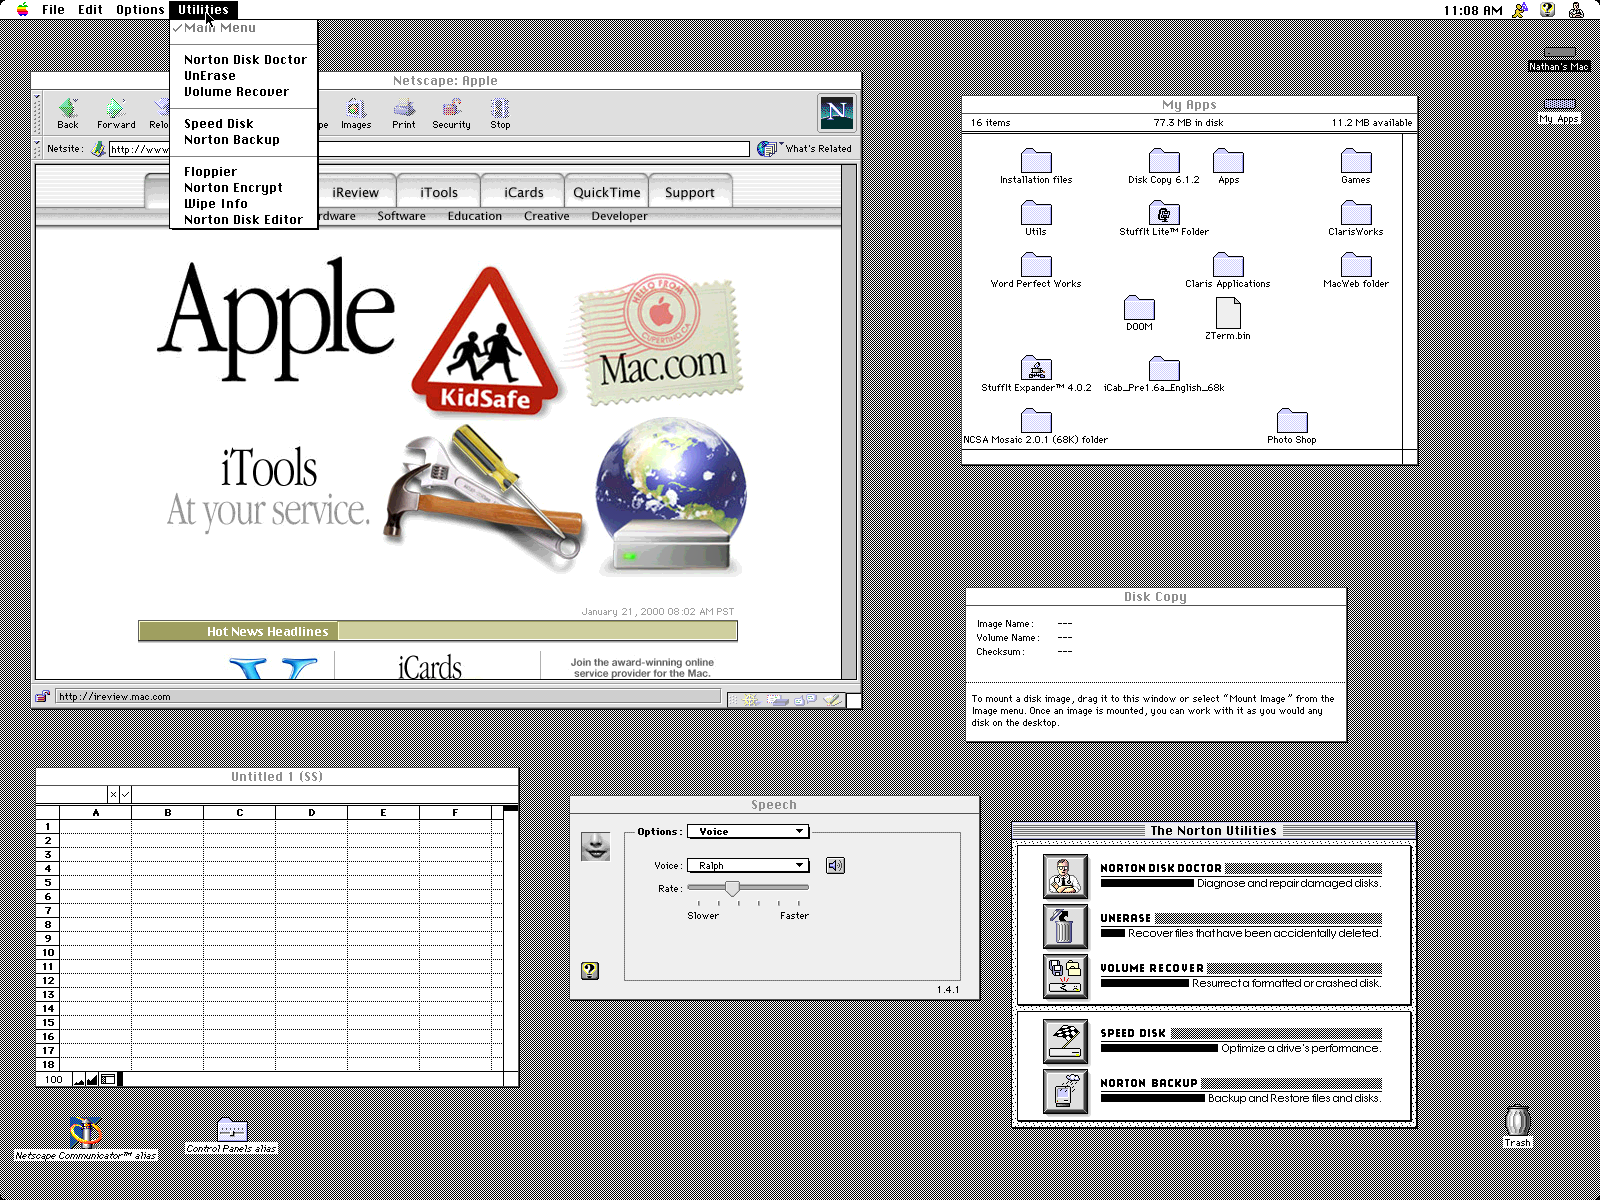 File Edit Options Utilities
11:08 AM
Main Menu
Norton Disk Doctor
UnErase
Volume Recover
Speed Disk
Norton Backup
Floppier
Norton Encrypt
Wipe Info
Norton Disk Editor
Nathan's Mac
My Apps
Netscape: Apple
Back Forward Relo pe Images Print Security Stop
N
Netsite: http://www What's Related
iReview iTools iCards QuickTime Support
rdware Software Education Creative Developer
Apple
KidSafe
HELLO FROM
CUPERTINO, CA
Mac.com
iTools
At your service.
January 21, 2000 08:02 AM PST
Hot News Headlines
iCards
Join the award-winning online
service provider for the Mac.
http://ireview.mac.com
My Apps
16 items 77.3 MB in disk 11.2 MB available
Installation files Disk Copy 6.1.2 Apps Games
Utils StuffIt Lite™ Folder ClarisWorks
Word Perfect Works Claris Applications MacWeb folder
DOOM ZTerm.bin
StuffIt Expander™ 4.0.2 iCab_Pre1.6a_English_68k
NCSA Mosaic 2.0.1 (68K) folder Photo Shop
Disk Copy
Image Name: ---
Volume Name: ---
Checksum: ---
To mount a disk image, drag it to this window or select "Mount Image" from the
Image menu. Once an image is mounted, you can work with it as you would any
disk on the desktop.
Untitled 1 (SS)
A B C D E F
1
2
3
4
5
6
7
8
9
10
11
12
13
14
15
16
17
18
100
Speech
Options: Voice
Voice: Ralph
Rate:
Slower Faster
?
1.4.1
The Norton Utilities
NORTON DISK DOCTOR
Diagnose and repair damaged disks.
UNERASE
Recover files that have been accidentally deleted.
VOLUME RECOVER
Resurrect a formatted or crashed disk.
SPEED DISK
Optimize a drive's performance.
NORTON BACKUP
Backup and Restore files and disks.
Netscape Communicator™ alias
Control Panels alias
Trash